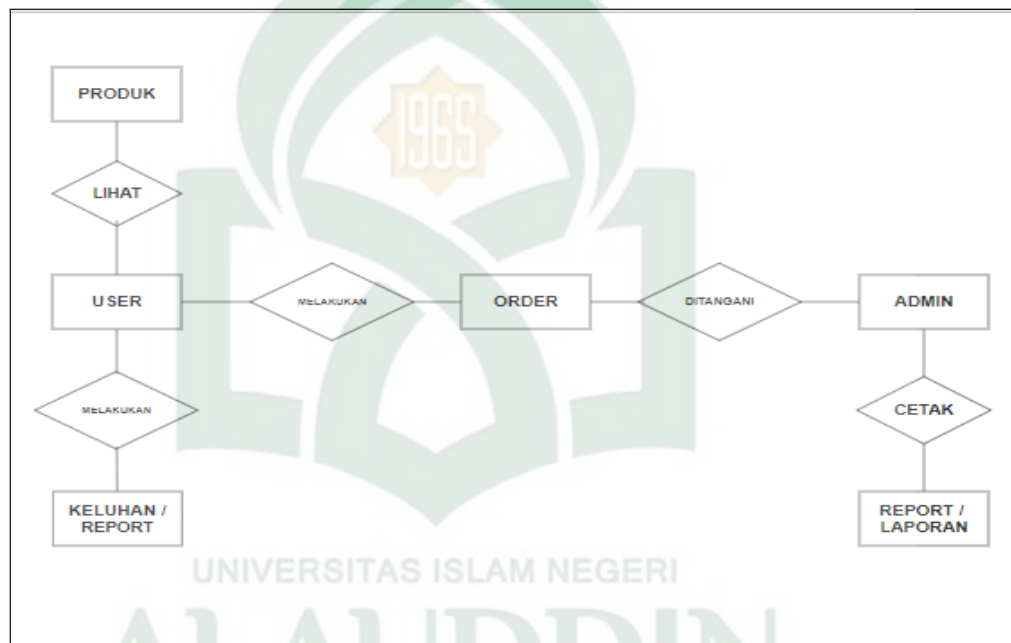 1965
PRODUK
LIHAT
USER
MELAKUKAN
ORDER
DITANGANI
ADMIN
MELAKUKAN
CETAK
KELUHAN /
REPORT
REPORT /
LAPORAN
UNIVERSITAS ISLAM NEGERI
ALAUDDIN